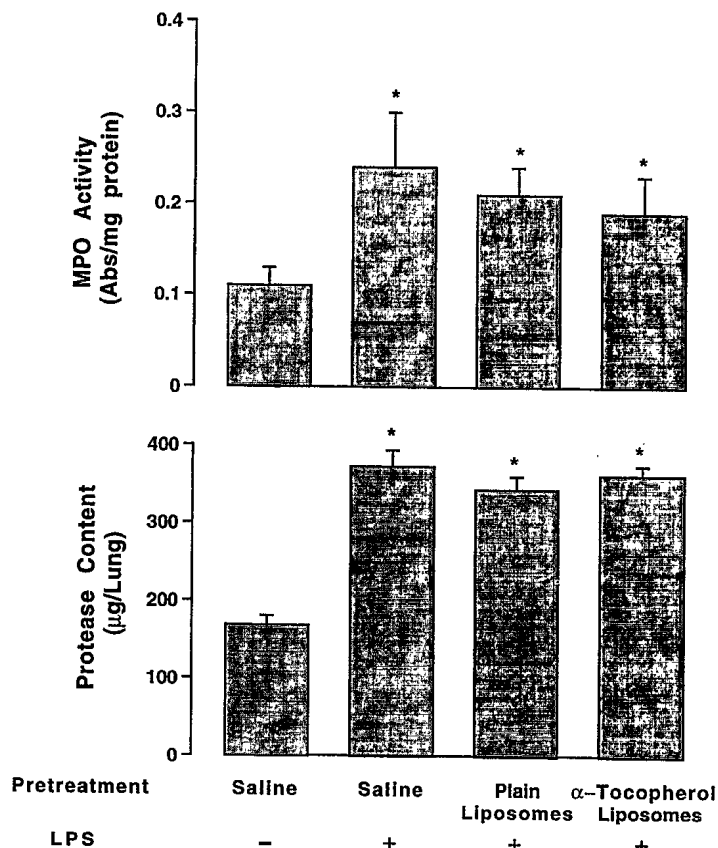 0.4
0.3
0.2
0.1
0
MPO Activity
(Abs/mg protein)
*
*
*
400
300
200
100
0
Protease Content
(µg/Lung)
*
*
*
Pretreatment Saline Saline Plain Liposomes α–Tocopherol Liposomes
LPS – + + +